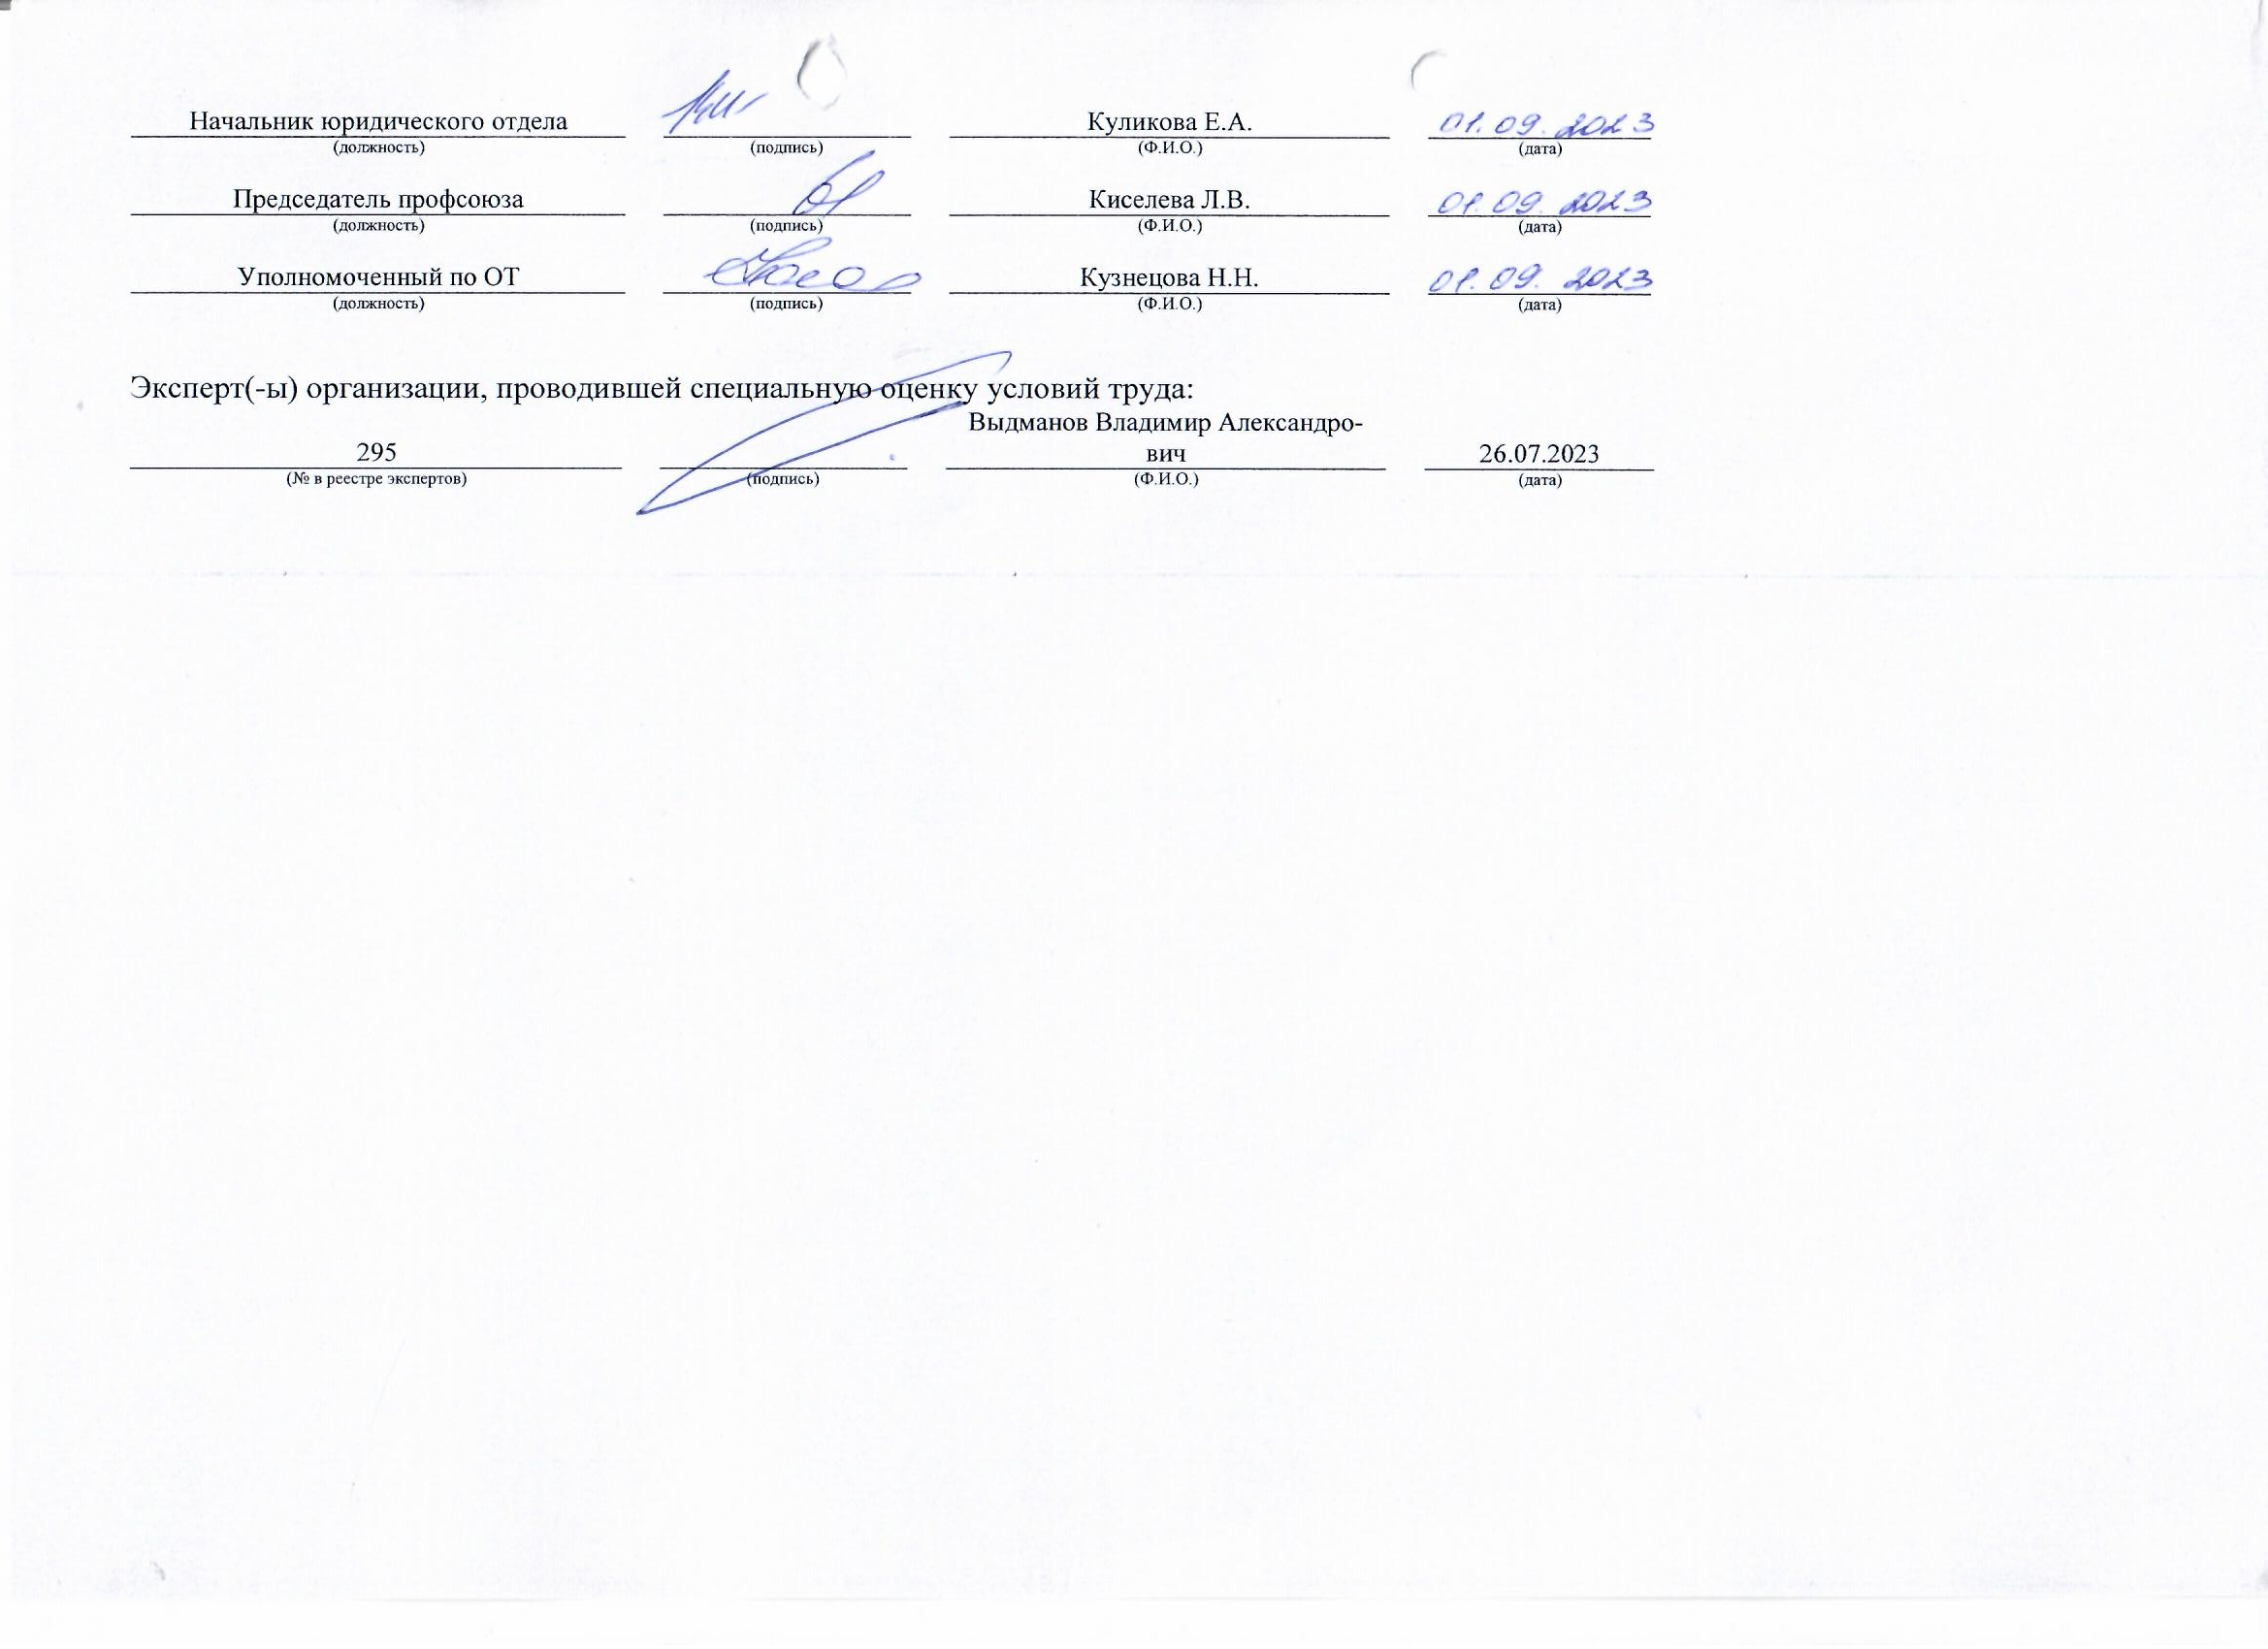 Начальник юридического отдела Куликова Е.А. 01.09.2023
(должность) (подпись) (Ф.И.О.) (дата)
Председатель профсоюза Киселева Л.В. 01.09.2023
(должность) (подпись) (Ф.И.О.) (дата)
Уполномоченный по ОТ Кузнецова Н.Н. 01.09.2023
(должность) (подпись) (Ф.И.О.) (дата)
Эксперт(-ы) организации, проводившей специальную оценку условий труда:
Выдманов Владимир Александро-
295 вич 26.07.2023
(№ в реестре экспертов) (подпись) (Ф.И.О.) (дата)